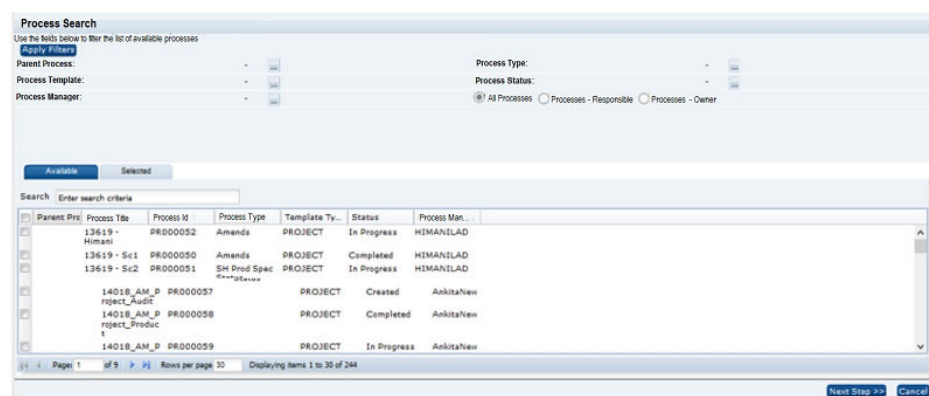 Process Search
Use the fields below to filter the list of available processes
Apply Filters
Parent Process: - ... Process Type: - ...
Process Template: - ... Process Status: - ...
Process Manager: - ... All Processes Processes - Responsible Processes - Owner
Available Selected
Search Enter search criteria
Parent Pro Process Title Process Id Process Type Template Ty... Status Process Man...
13619 - PR000052 Amends PROJECT In Progress HIMANILAD
Himani
13619 - Sc1 PR000050 Amends PROJECT Completed HIMANILAD
13619 - Sc2 PR000051 SH Prod Spec PROJECT In Progress HIMANILAD
14018_AM_P PR000057 PROJECT Created AnkitaNew
roject_Audit
14018_AM_P PR000058 PROJECT Completed AnkitaNew
roject_Produc
t
14018_AM_P PR000059 PROJECT In Progress AnkitaNew
Page: 1 of 9 Rows per page 30 Displaying items 1 to 30 of 244
Next Step >> Cancel